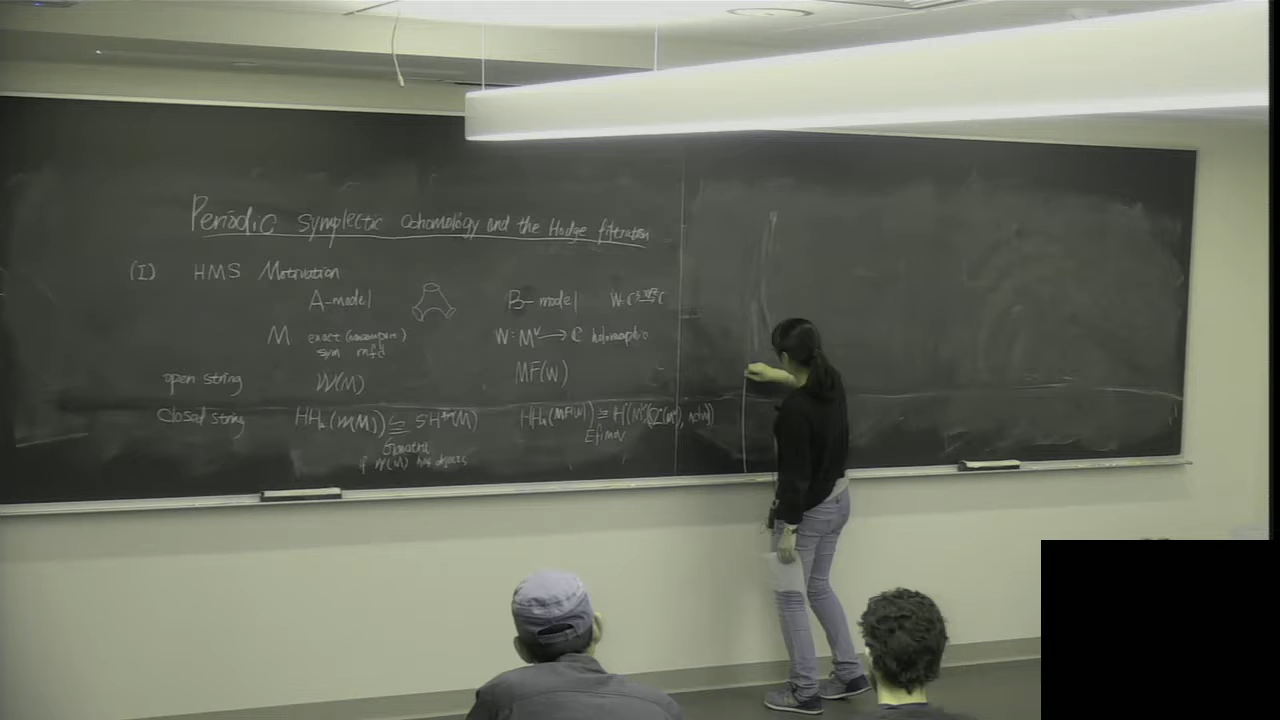 Periodic Symplectic Cohomology and the Hodge filtration
(I) HMS Motivation
A-model B-model
M exact (noncompact) sym mfd W: M^∨ → ℂ holomorphic
open string W(M) MF(W)
closed string HH_*(W(M)) ≅ SH^{*+n}(M) HH_*(MF(W)) ≅
Ganatra Efimov
if W(M) has objects